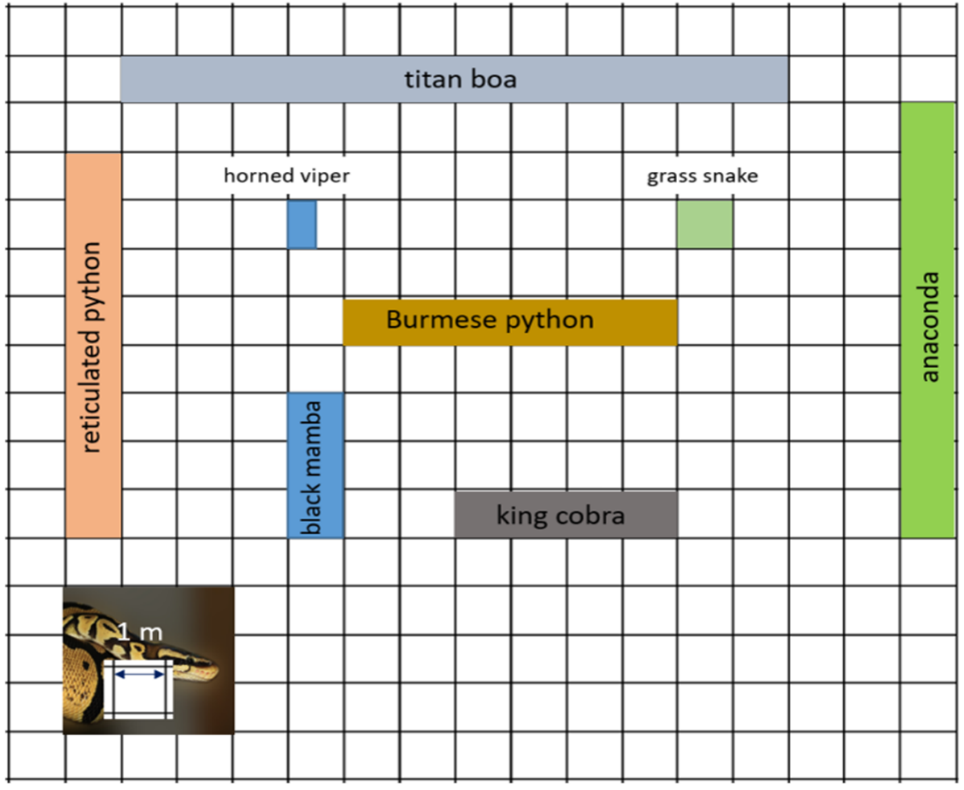 titan boa
horned viper
grass snake
reticulated python
anaconda
Burmese python
black mamba
king cobra
1 m